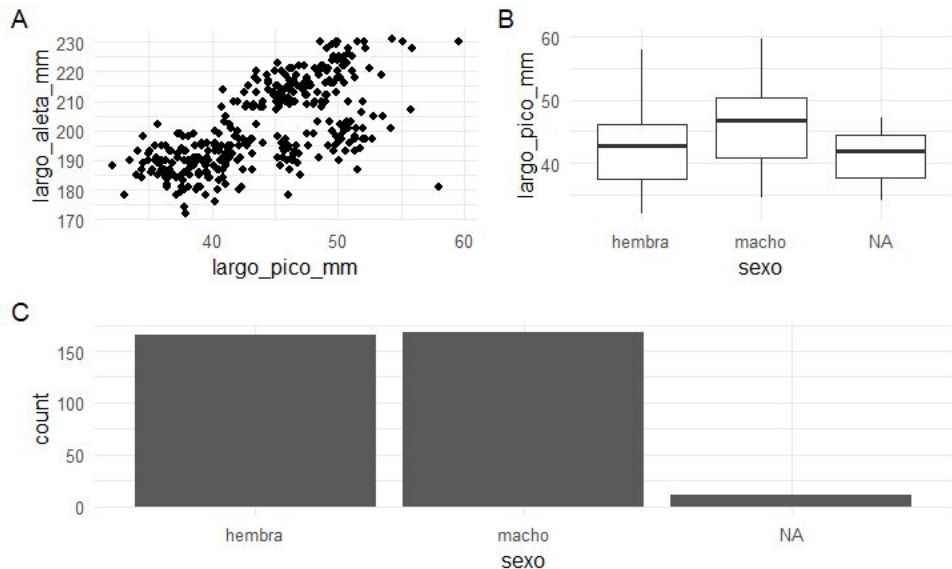 A
largo_aleta_mm
230
220
210
200
190
180
170
40
50
60
largo_pico_mm
B
largo_pico_mm
60
50
40
hembra
macho
NA
sexo
C
count
150
100
50
0
hembra
macho
NA
sexo